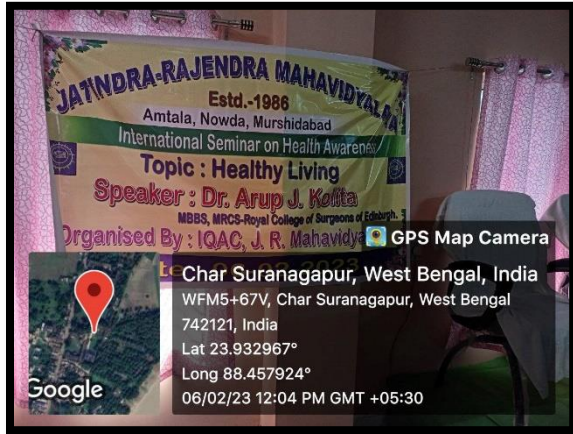 JATINDRA-RAJENDRA MAHAVIDYALAYA
Estd.-1986
Amtala, Nowda, Murshidabad
International Seminar on Health Awareness
Topic : Healthy Living
Speaker : Dr. Arup J. Kolita
MBBS, MRCS-Royal College of Surgeons of Edinburgh,
Organised By : IQAC, J. R. Mahavidya
2023
GPS Map Camera
Char Suranagapur, West Bengal, India
WFM5+67V, Char Suranagapur, West Bengal
742121, India
Lat 23.932967°
Long 88.457924°
06/02/23 12:04 PM GMT +05:30
Google